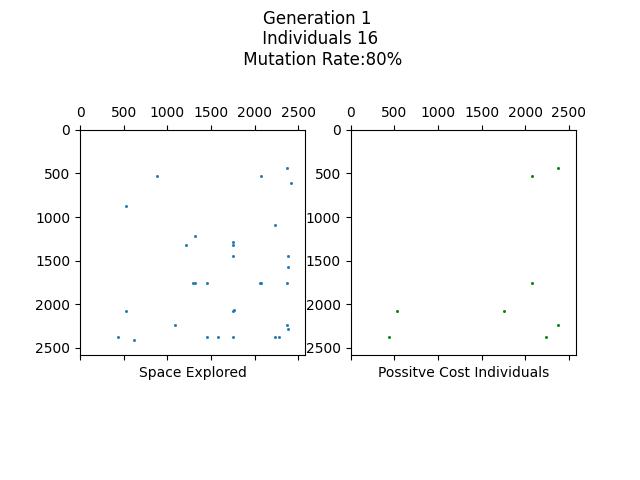 Generation 1
Individuals 16
Mutation Rate:80%
0 500 1000 1500 2000 2500
0 500 1000 1500 2000 2500
0
500
1000
1500
2000
2500
0
500
1000
1500
2000
2500
Space Explored
Possitve Cost Individuals